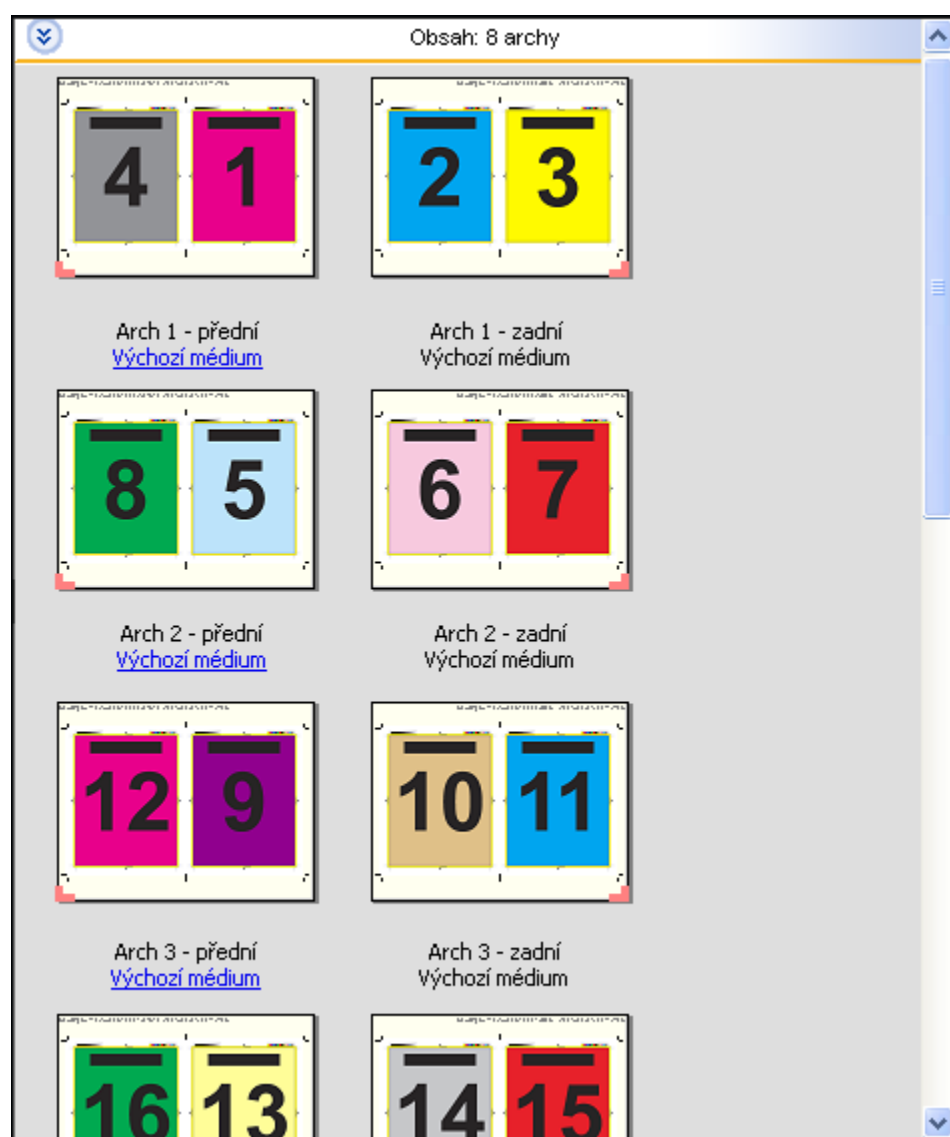 Obsah: 8 archy
4 1 2 3
Arch 1 - přední Arch 1 - zadní
Výchozí médium Výchozí médium
8 5 6 7
Arch 2 - přední Arch 2 - zadní
Výchozí médium Výchozí médium
12 9 10 11
Arch 3 - přední Arch 3 - zadní
Výchozí médium Výchozí médium
16 13 14 15